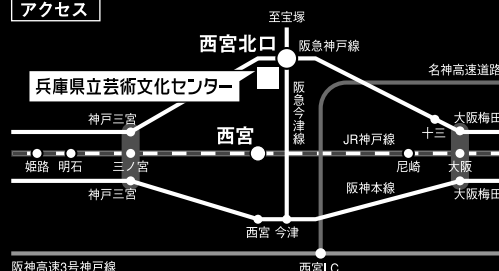 アクセス
至宝塚
西宮北口
阪急神戸線
名神高速道路
兵庫県立芸術文化センター
阪急今津線
神戸三宮
大阪梅田
十三
西宮
JR神戸線
姫路
明石
三ノ宮
尼崎
大阪
神戸三宮
阪神本線
大阪梅田
西宮
今津
阪神高速3号神戸線
西宮I.C